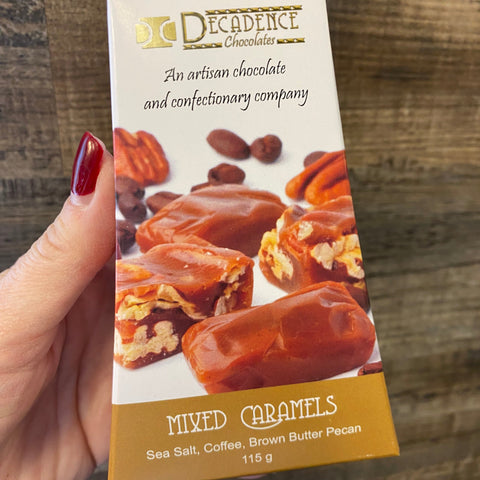 DECADENCE
Chocolates
An artisan chocolate
and confectionary company
MIXED CARAMELS
Sea Salt, Coffee, Brown Butter Pecan
115 g